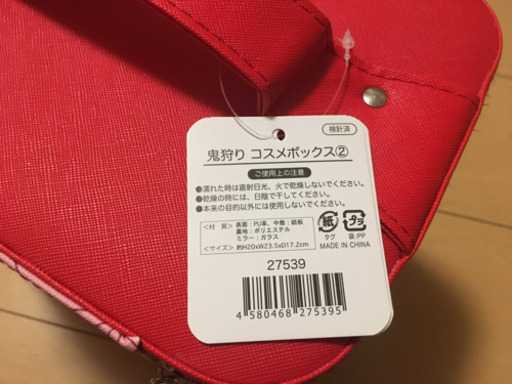 検針済
鬼狩り コスメボックス②
ご使用上の注意
●濡れた時は直射日光、火で乾燥しないでください。
●乾燥の時には、日陰で干してください。
●本来の目的以外には使用しないでください。
<材 質> 表面：PU革、中敷：紙板
裏地：ポリエステル
ミラー：ガラス
<サイズ> 約H20xW23.5xD17.2cm
紙 プラ
タグ 袋:PP
MADE IN CHINA
27539
4 580468 275395